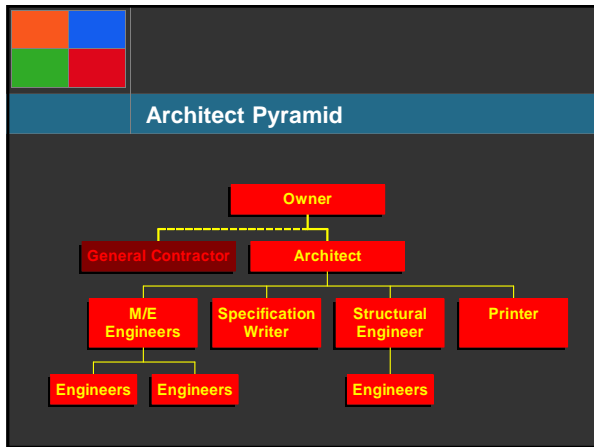 Architect Pyramid
Owner
General Contractor
Architect
M/E
Engineers
Specification
Writer
Structural
Engineer
Printer
Engineers
Engineers
Engineers